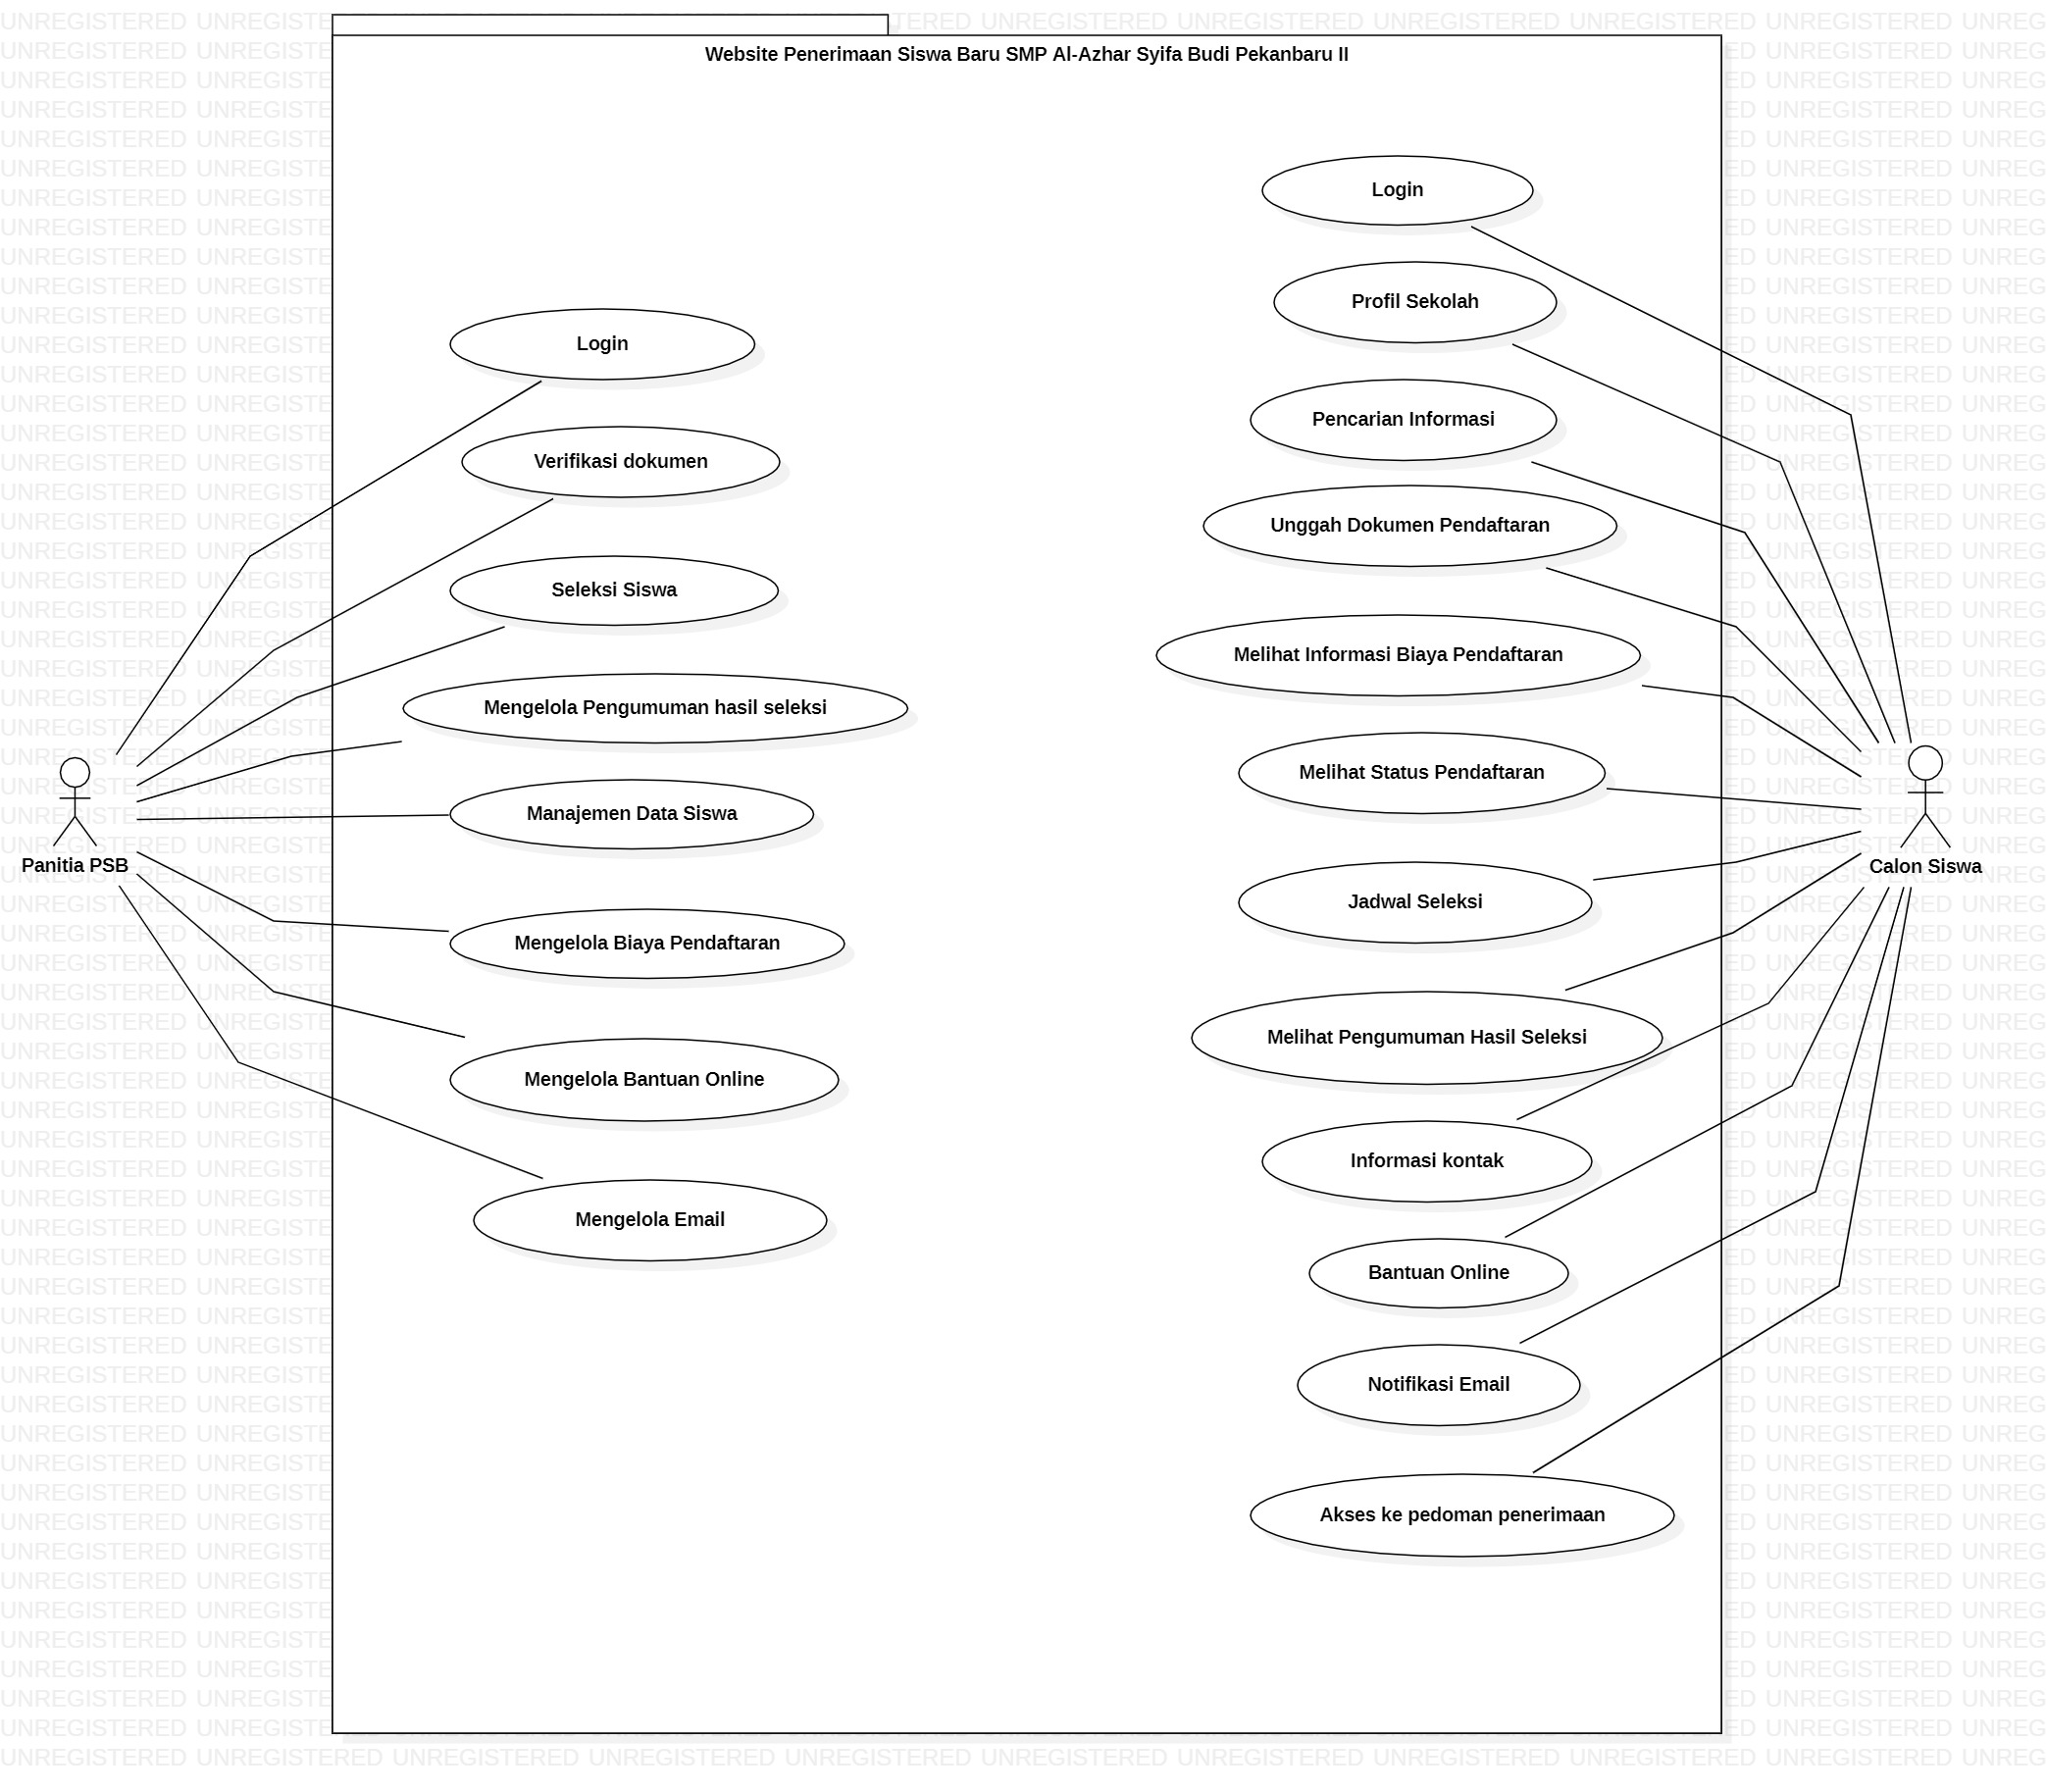 Website Penerimaan Siswa Baru SMP Al-Azhar Syifa Budi Pekanbaru II
Login
Verifikasi dokumen
Seleksi Siswa
Mengelola Pengumuman hasil seleksi
Manajemen Data Siswa
Mengelola Biaya Pendaftaran
Mengelola Bantuan Online
Mengelola Email
Panitia PSB
Login
Profil Sekolah
Pencarian Informasi
Unggah Dokumen Pendaftaran
Melihat Informasi Biaya Pendaftaran
Melihat Status Pendaftaran
Jadwal Seleksi
Melihat Pengumuman Hasil Seleksi
Informasi kontak
Bantuan Online
Notifikasi Email
Akses ke pedoman penerimaan
Calon Siswa
UNREGISTERED UNREGISTERED UNREGISTERED UNREGISTERED UNREGISTERED UNREGISTERED UNREGISTERED UNREGISTERED UNREGISTERED UNREGISTERED UNREG